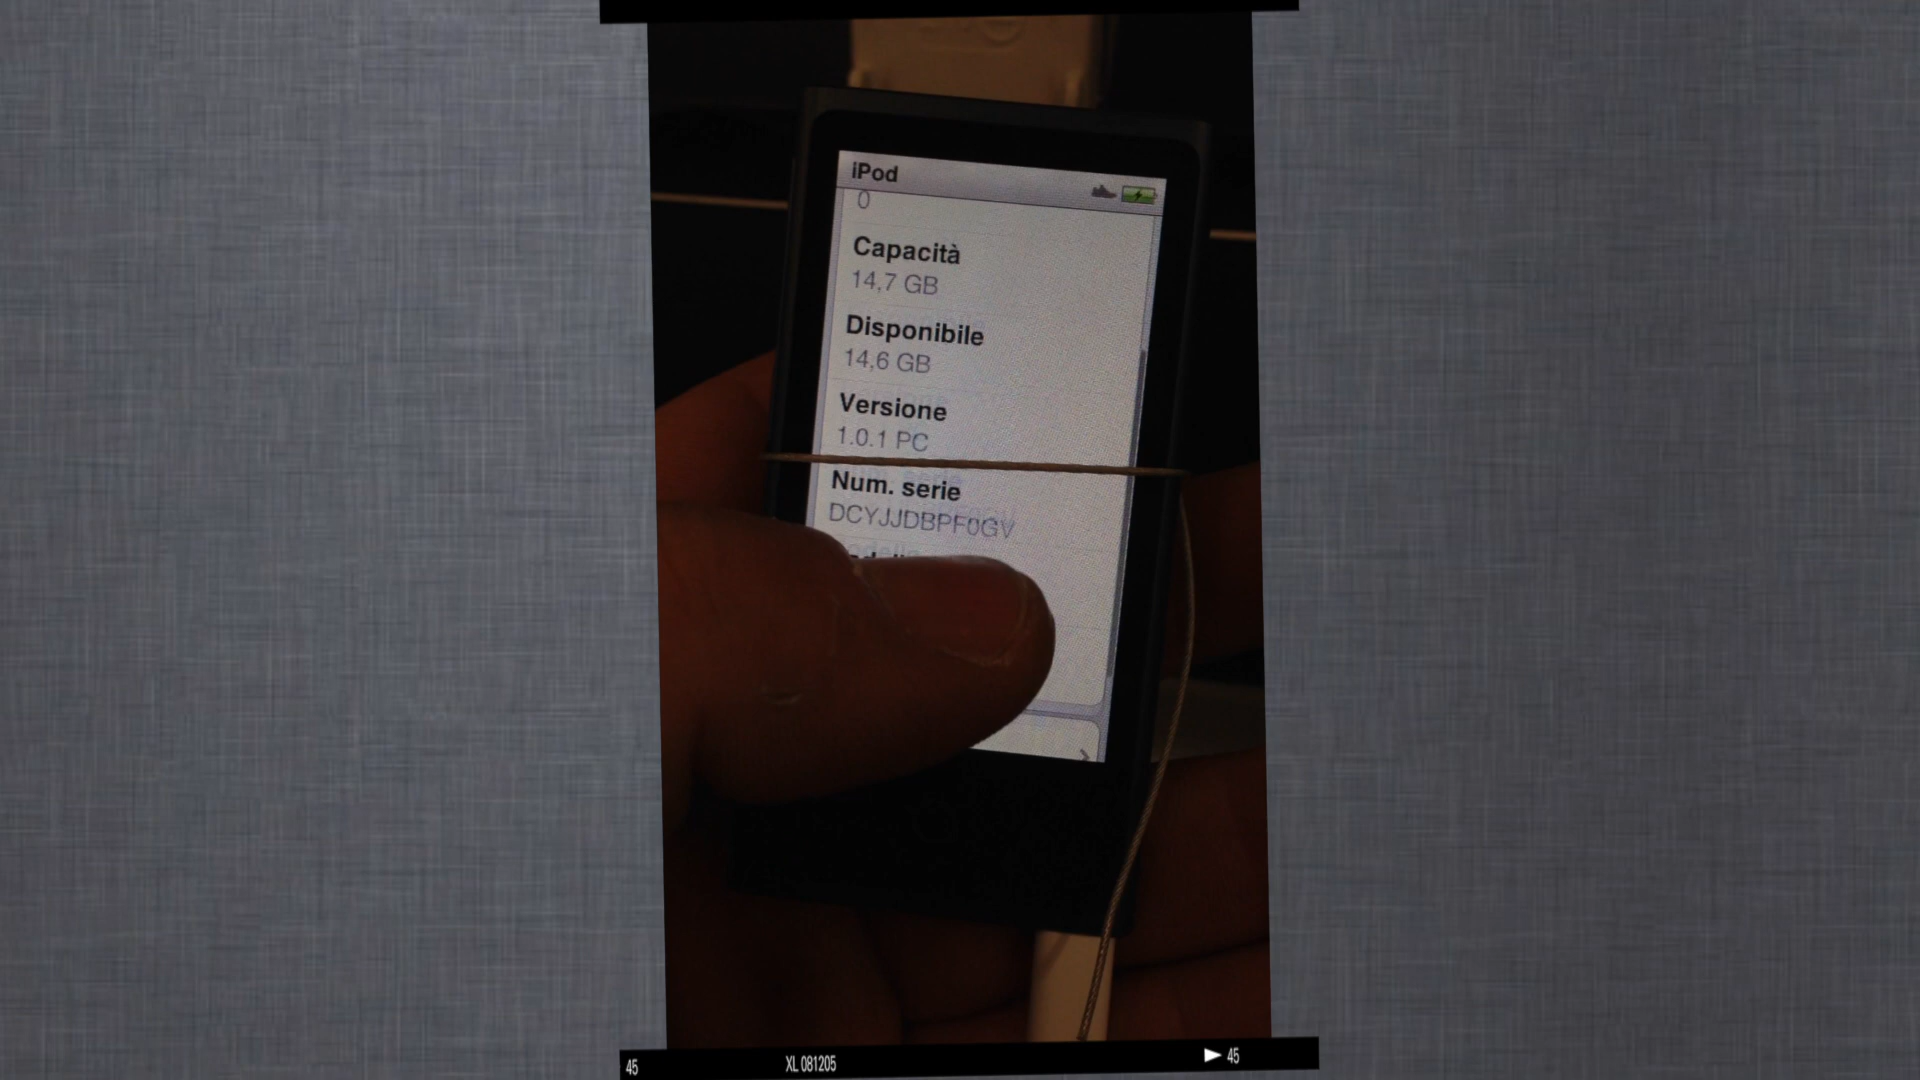 iPod
0
Capacità
14,7 GB
Disponibile
14,6 GB
Versione
1.0.1 PC
Num. serie
DCYJJDBPF0GV
45
XL 081205
45